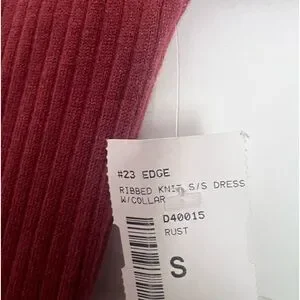 #23 EDGE
RIBBED KNIT S/S DRESS
W/COLLAR
D40015
RUST
S